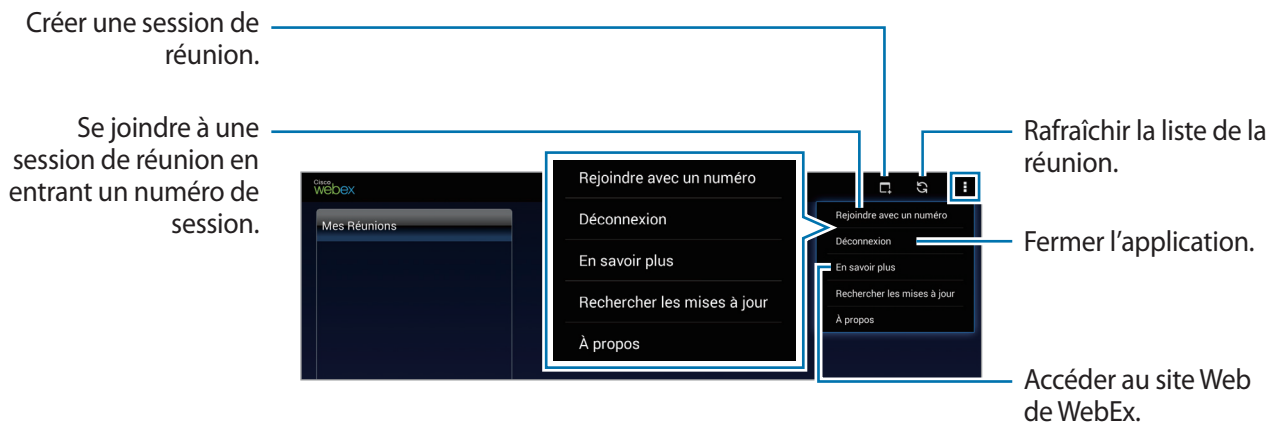 Créer une session de
réunion.
Se joindre à une
session de réunion en
entrant un numéro de
session.
Cisco
webex
Mes Réunions
Rejoindre avec un numéro
Déconnexion
En savoir plus
Rechercher les mises à jour
À propos
Rejoindre avec un numéro
Déconnexion
En savoir plus
Rechercher les mises à jour
À propos
Rafraîchir la liste de la
réunion.
Fermer l’application.
Accéder au site Web
de WebEx.